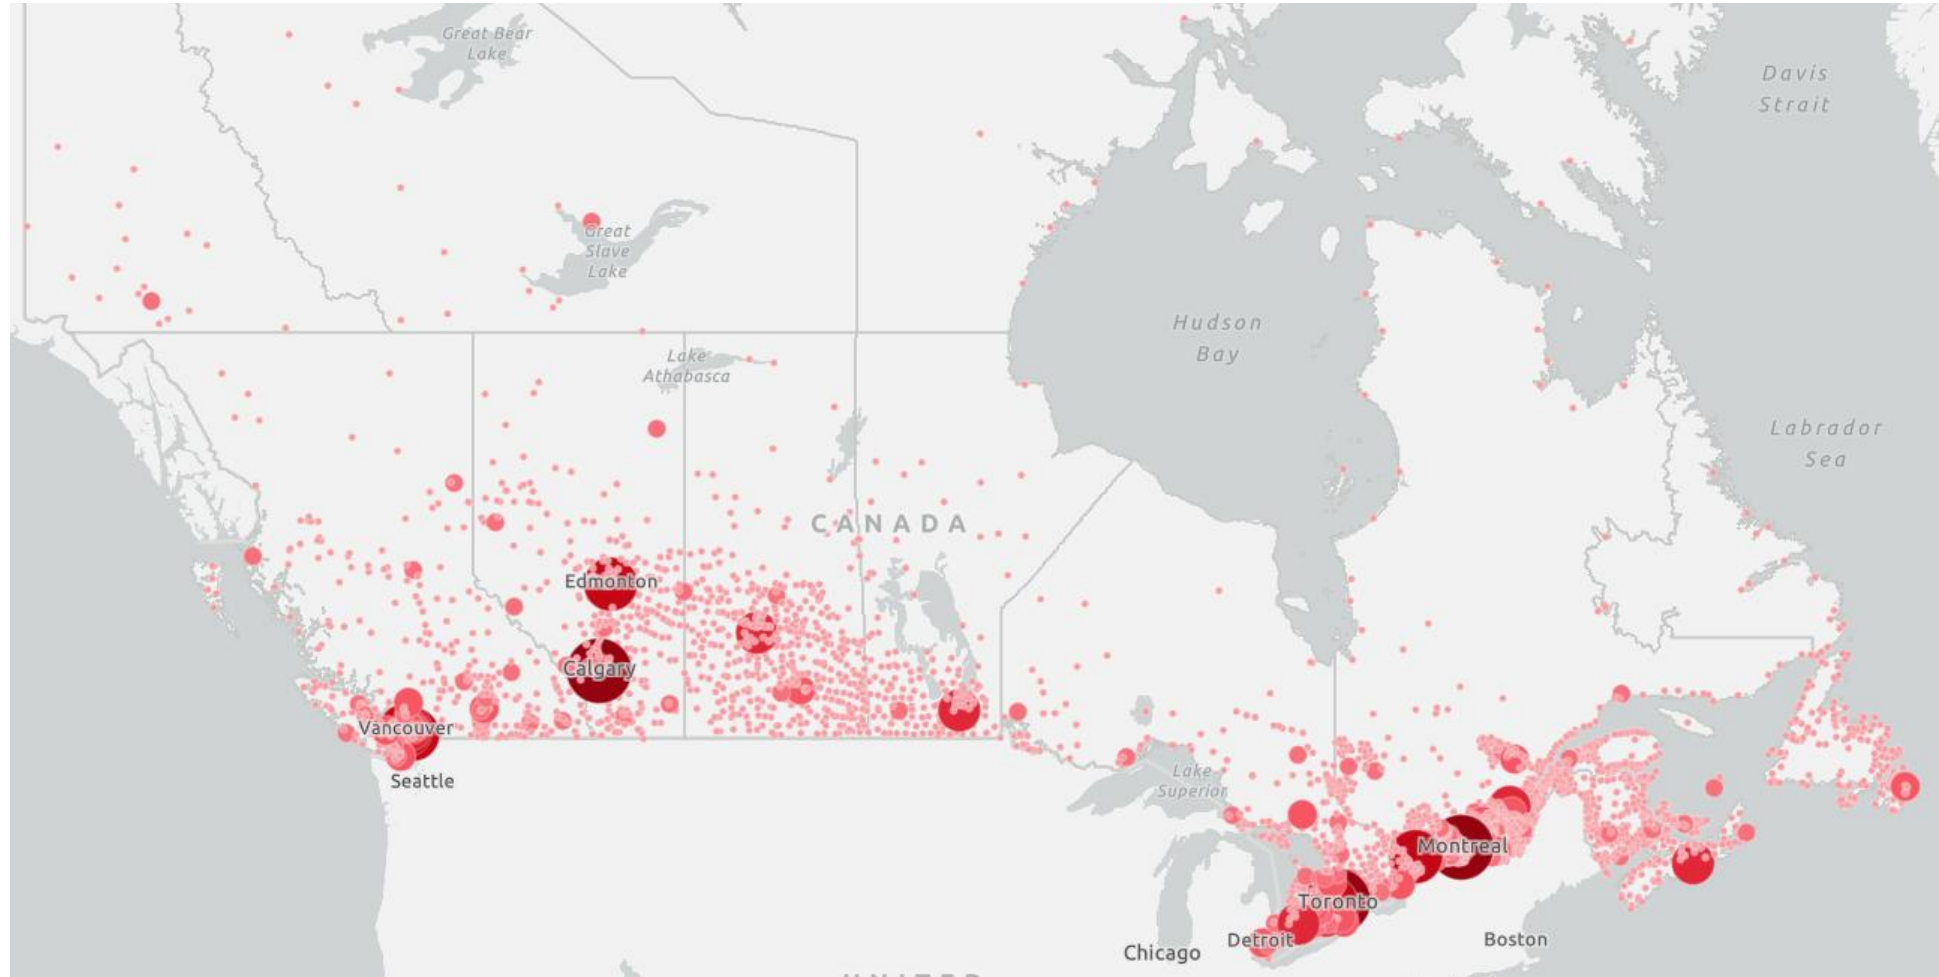 Great Bear
Lake
Davis
Strait
Great
Slave
Lake
Hudson
Bay
Lake
Athabasca
Labrador
Sea
CANADA
Edmonton
Calgary
Vancouver
Seattle
Lake
Superior
Montreal
Toronto
Detroit
Boston
Chicago
UNITED